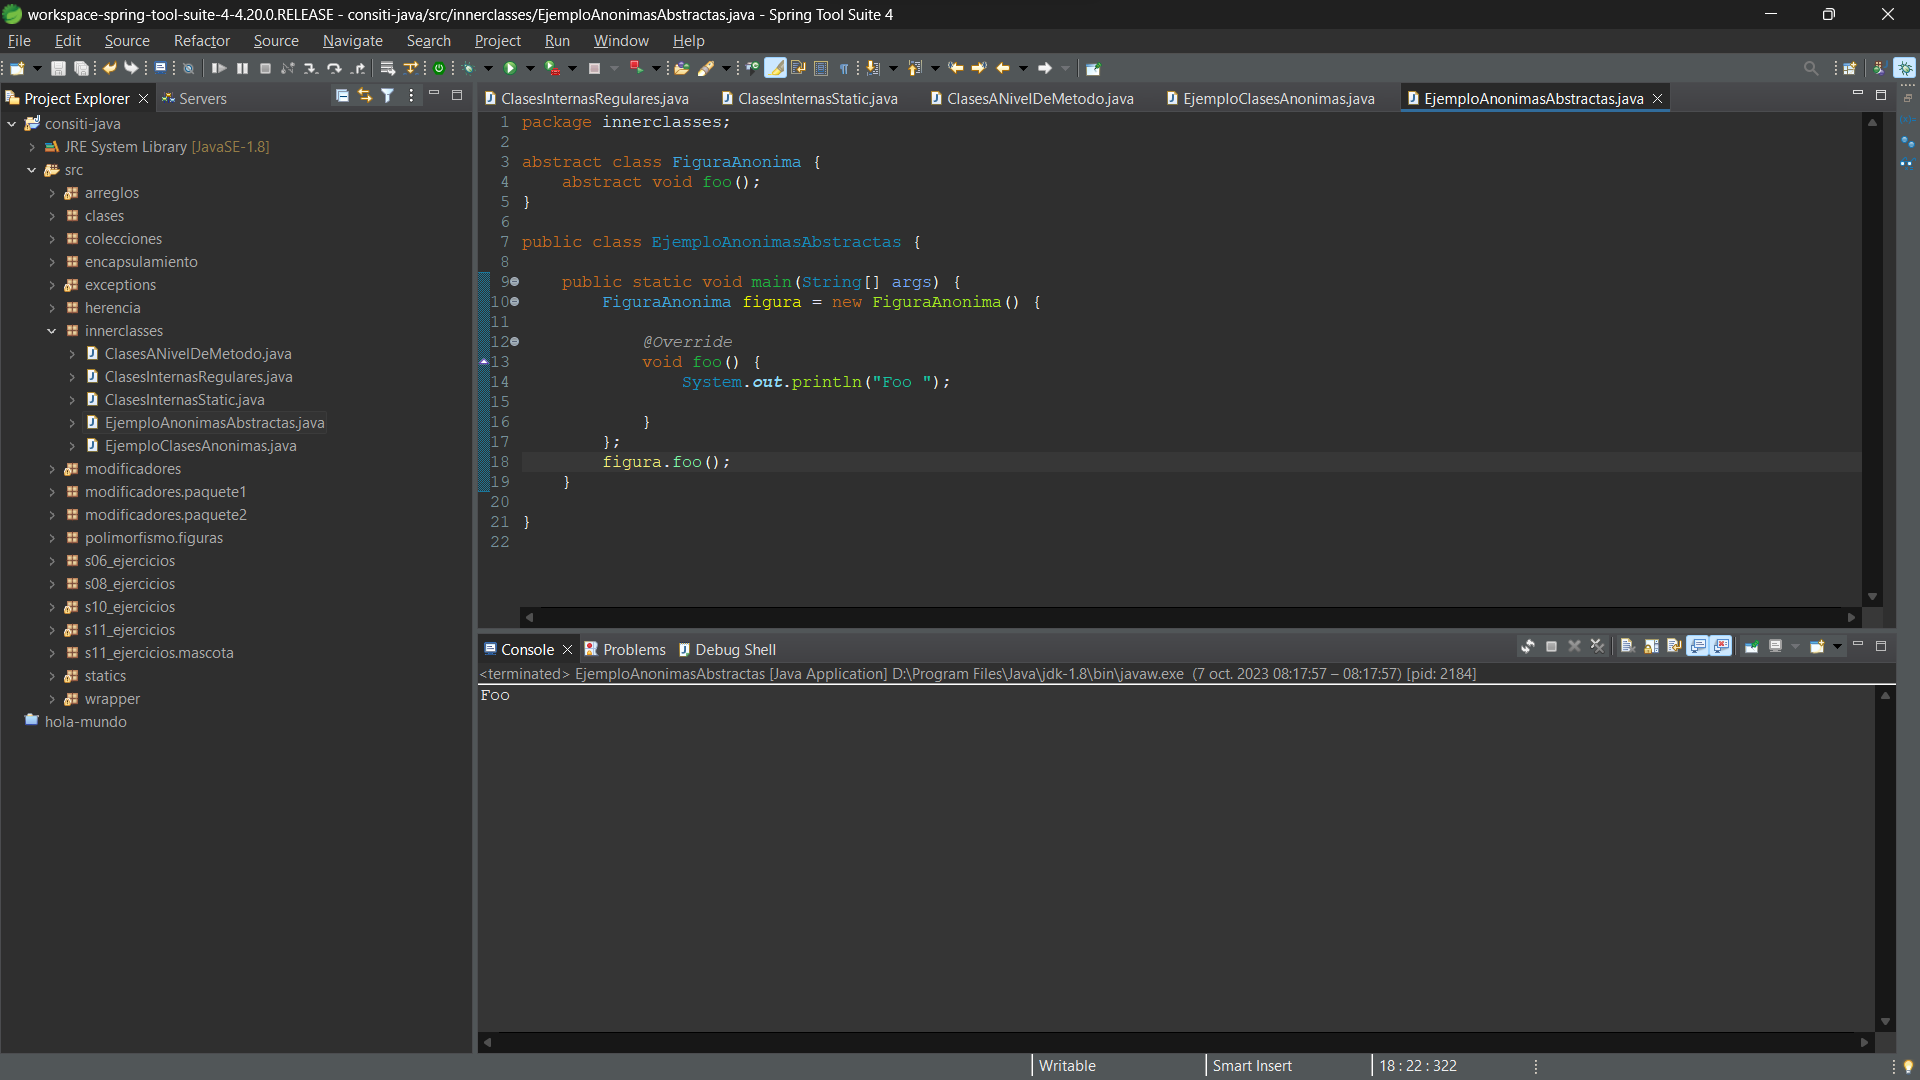 workspace-spring-tool-suite-4-4.20.0.RELEASE - consiti-java/src/innerclasses/EjemploAnonimasAbstractas.java - Spring Tool Suite 4
File Edit Source Refactor Source Navigate Search Project Run Window Help
Project Explorer Servers
consiti-java
JRE System Library [JavaSE-1.8]
src
arreglos
clases
colecciones
encapsulamiento
exceptions
herencia
innerclasses
ClasesANivelDeMetodo.java
ClasesInternasRegulares.java
ClasesInternasStatic.java
EjemploAnonimasAbstractas.java
EjemploClasesAnonimas.java
modificadores
modificadores.paquete1
modificadores.paquete2
polimorfismo.figuras
s06_ejercicios
s08_ejercicios
s10_ejercicios
s11_ejercicios
s11_ejercicios.mascota
statics
wrapper
hola-mundo
ClasesInternasRegulares.java ClasesInternasStatic.java ClasesANivelDeMetodo.java EjemploClasesAnonimas.java EjemploAnonimasAbstractas.java
1 package innerclasses;
2
3 abstract class FiguraAnonima {
4 abstract void foo();
5 }
6
7 public class EjemploAnonimasAbstractas {
8
9 public static void main(String[] args) {
10 FiguraAnonima figura = new FiguraAnonima() {
11
12 @Override
13 void foo() {
14 System.out.println("Foo ");
15
16 }
17 };
18 figura.foo();
19 }
20
21 }
22
Console Problems Debug Shell
<terminated> EjemploAnonimasAbstractas [Java Application] D:\Program Files\Java\jdk-1.8\bin\javaw.exe (7 oct. 2023 08:17:57 – 08:17:57) [pid: 2184]
Foo
Writable Smart Insert 18 : 22 : 322